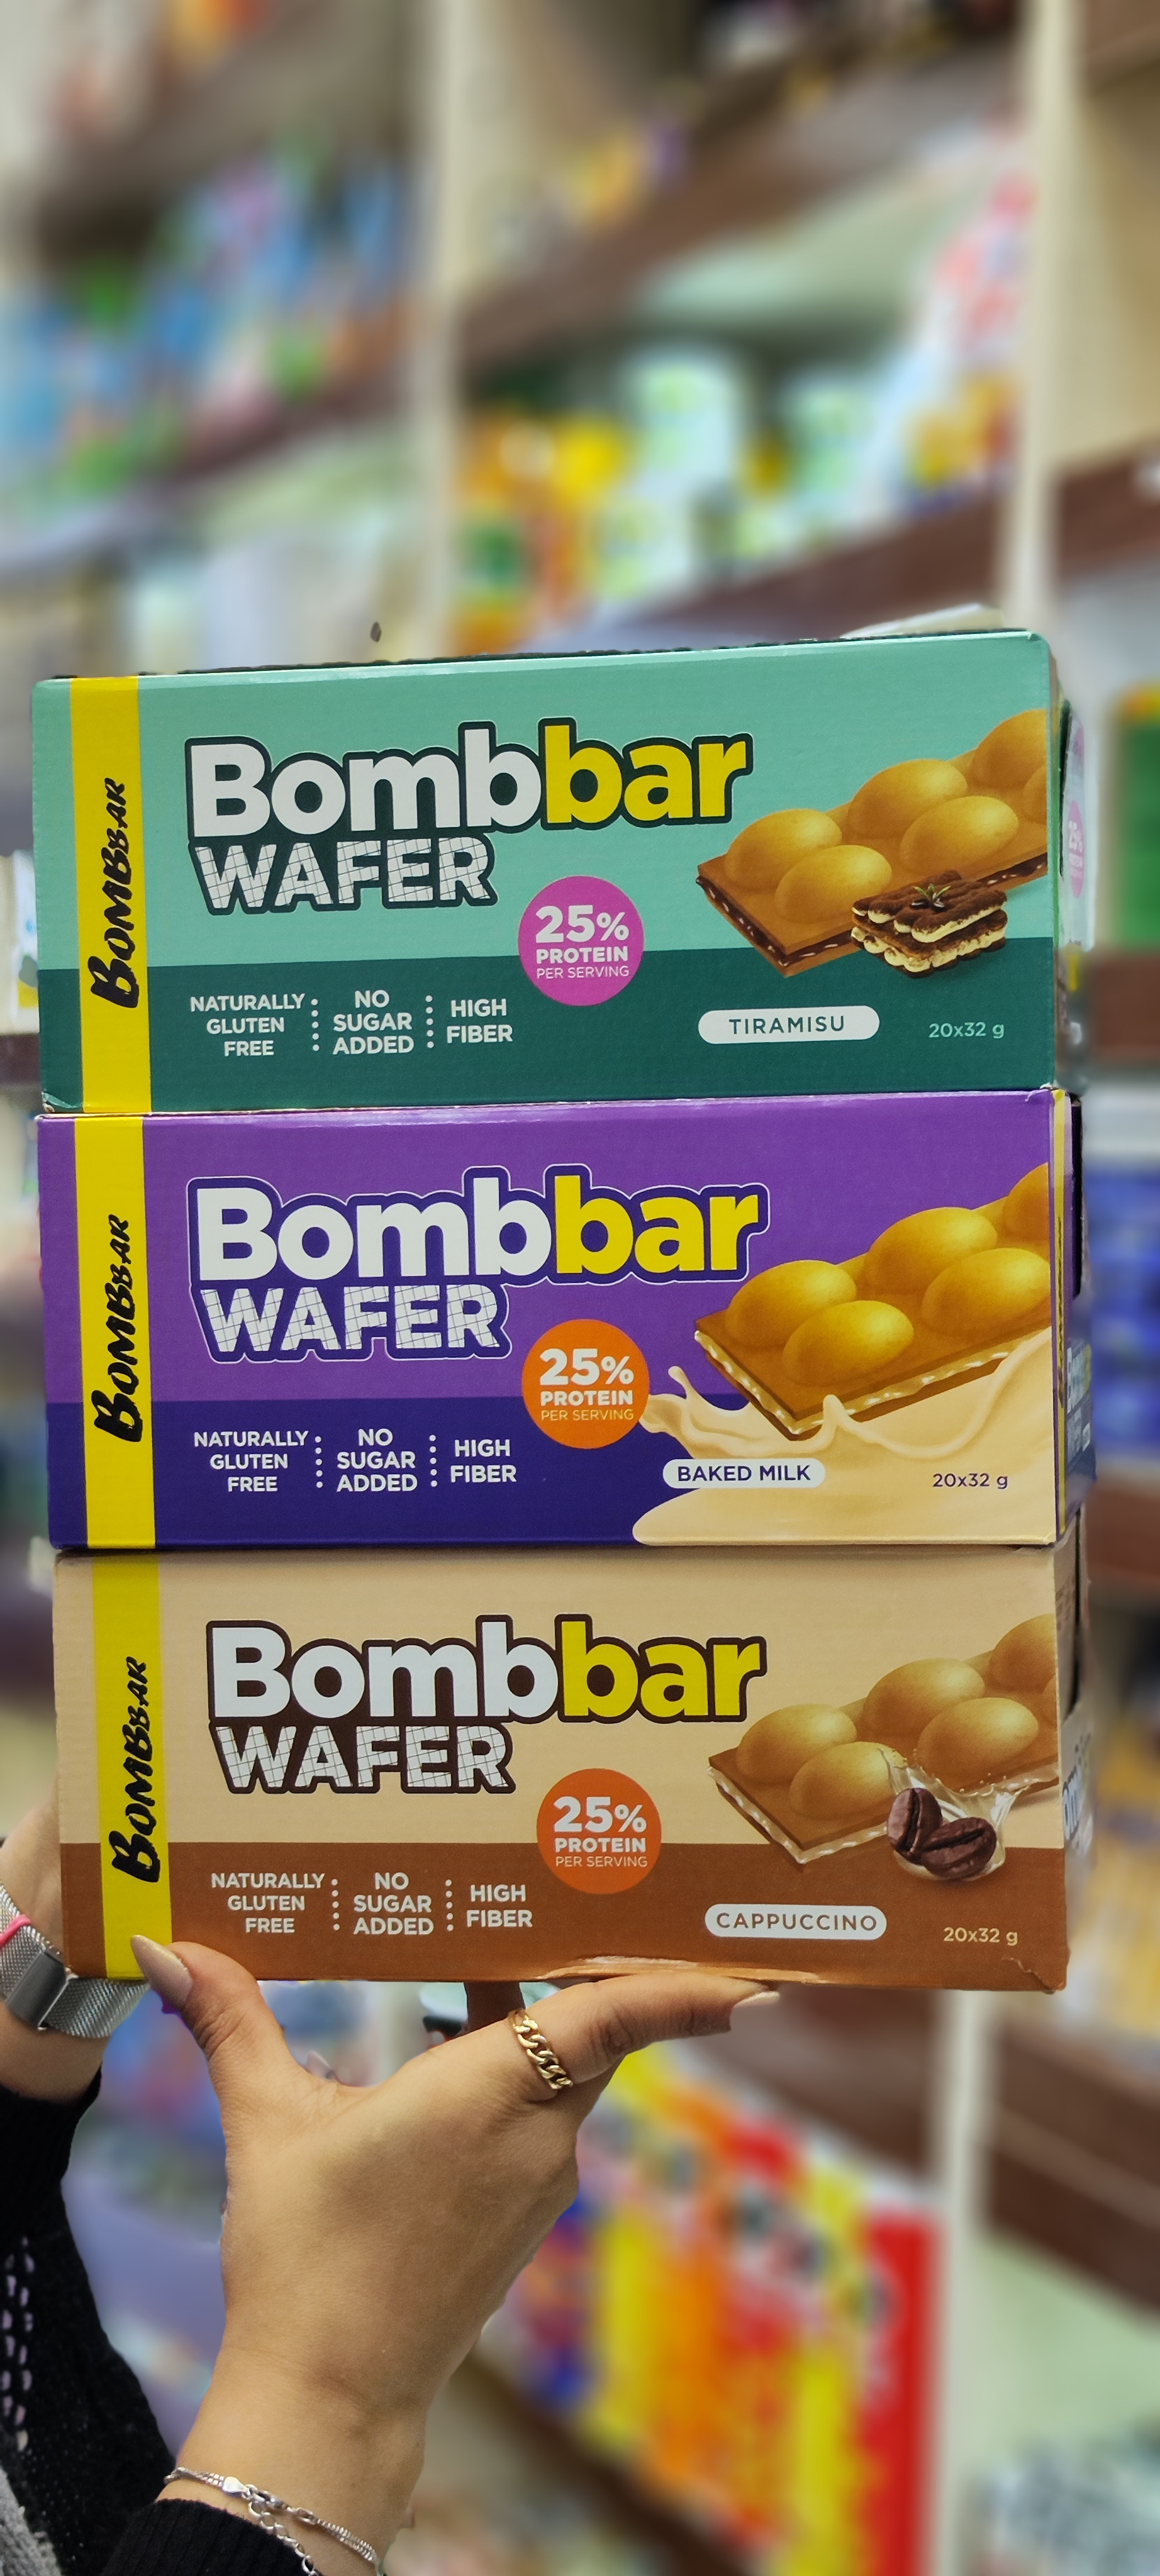 BOMBBAR
Bombbar
WAFER
25%
PROTEIN
PER SERVING
NATURALLY
GLUTEN
FREE
NO
SUGAR
ADDED
HIGH
FIBER
TIRAMISU
20x32 g
BOMBBAR
Bombbar
WAFER
25%
PROTEIN
PER SERVING
NATURALLY
GLUTEN
FREE
NO
SUGAR
ADDED
HIGH
FIBER
BAKED MILK
20x32 g
BOMBBAR
Bombbar
WAFER
25%
PROTEIN
PER SERVING
NATURALLY
GLUTEN
FREE
NO
SUGAR
ADDED
HIGH
FIBER
CAPPUCCINO
20x32 g